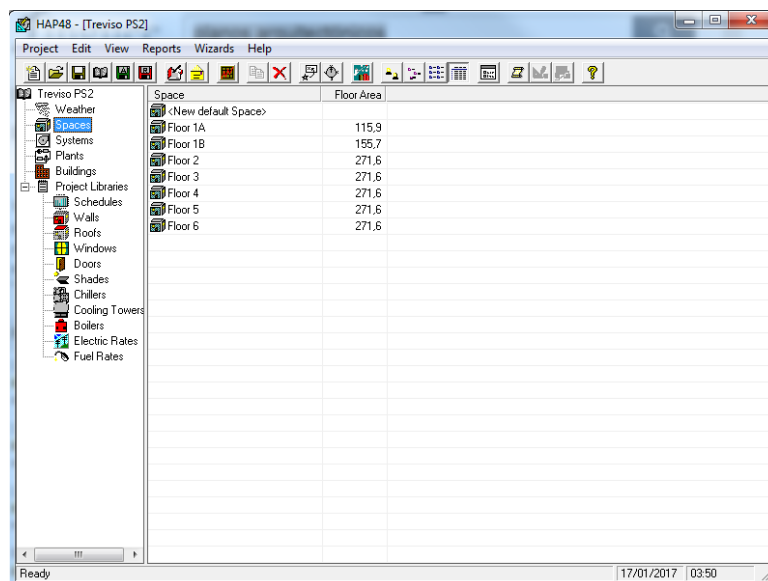 HAP48 - [Treviso PS2]
Project Edit View Reports Wizards Help
Treviso PS2
Weather
Spaces
Systems
Plants
Buildings
Project Libraries
Schedules
Walls
Roofs
Windows
Doors
Shades
Chillers
Cooling Towers
Boilers
Electric Rates
Fuel Rates
Space Floor Area
<New default Space>
Floor 1A 115,9
Floor 1B 155,7
Floor 2 271,6
Floor 3 271,6
Floor 4 271,6
Floor 5 271,6
Floor 6 271,6
Ready 17/01/2017 03:50